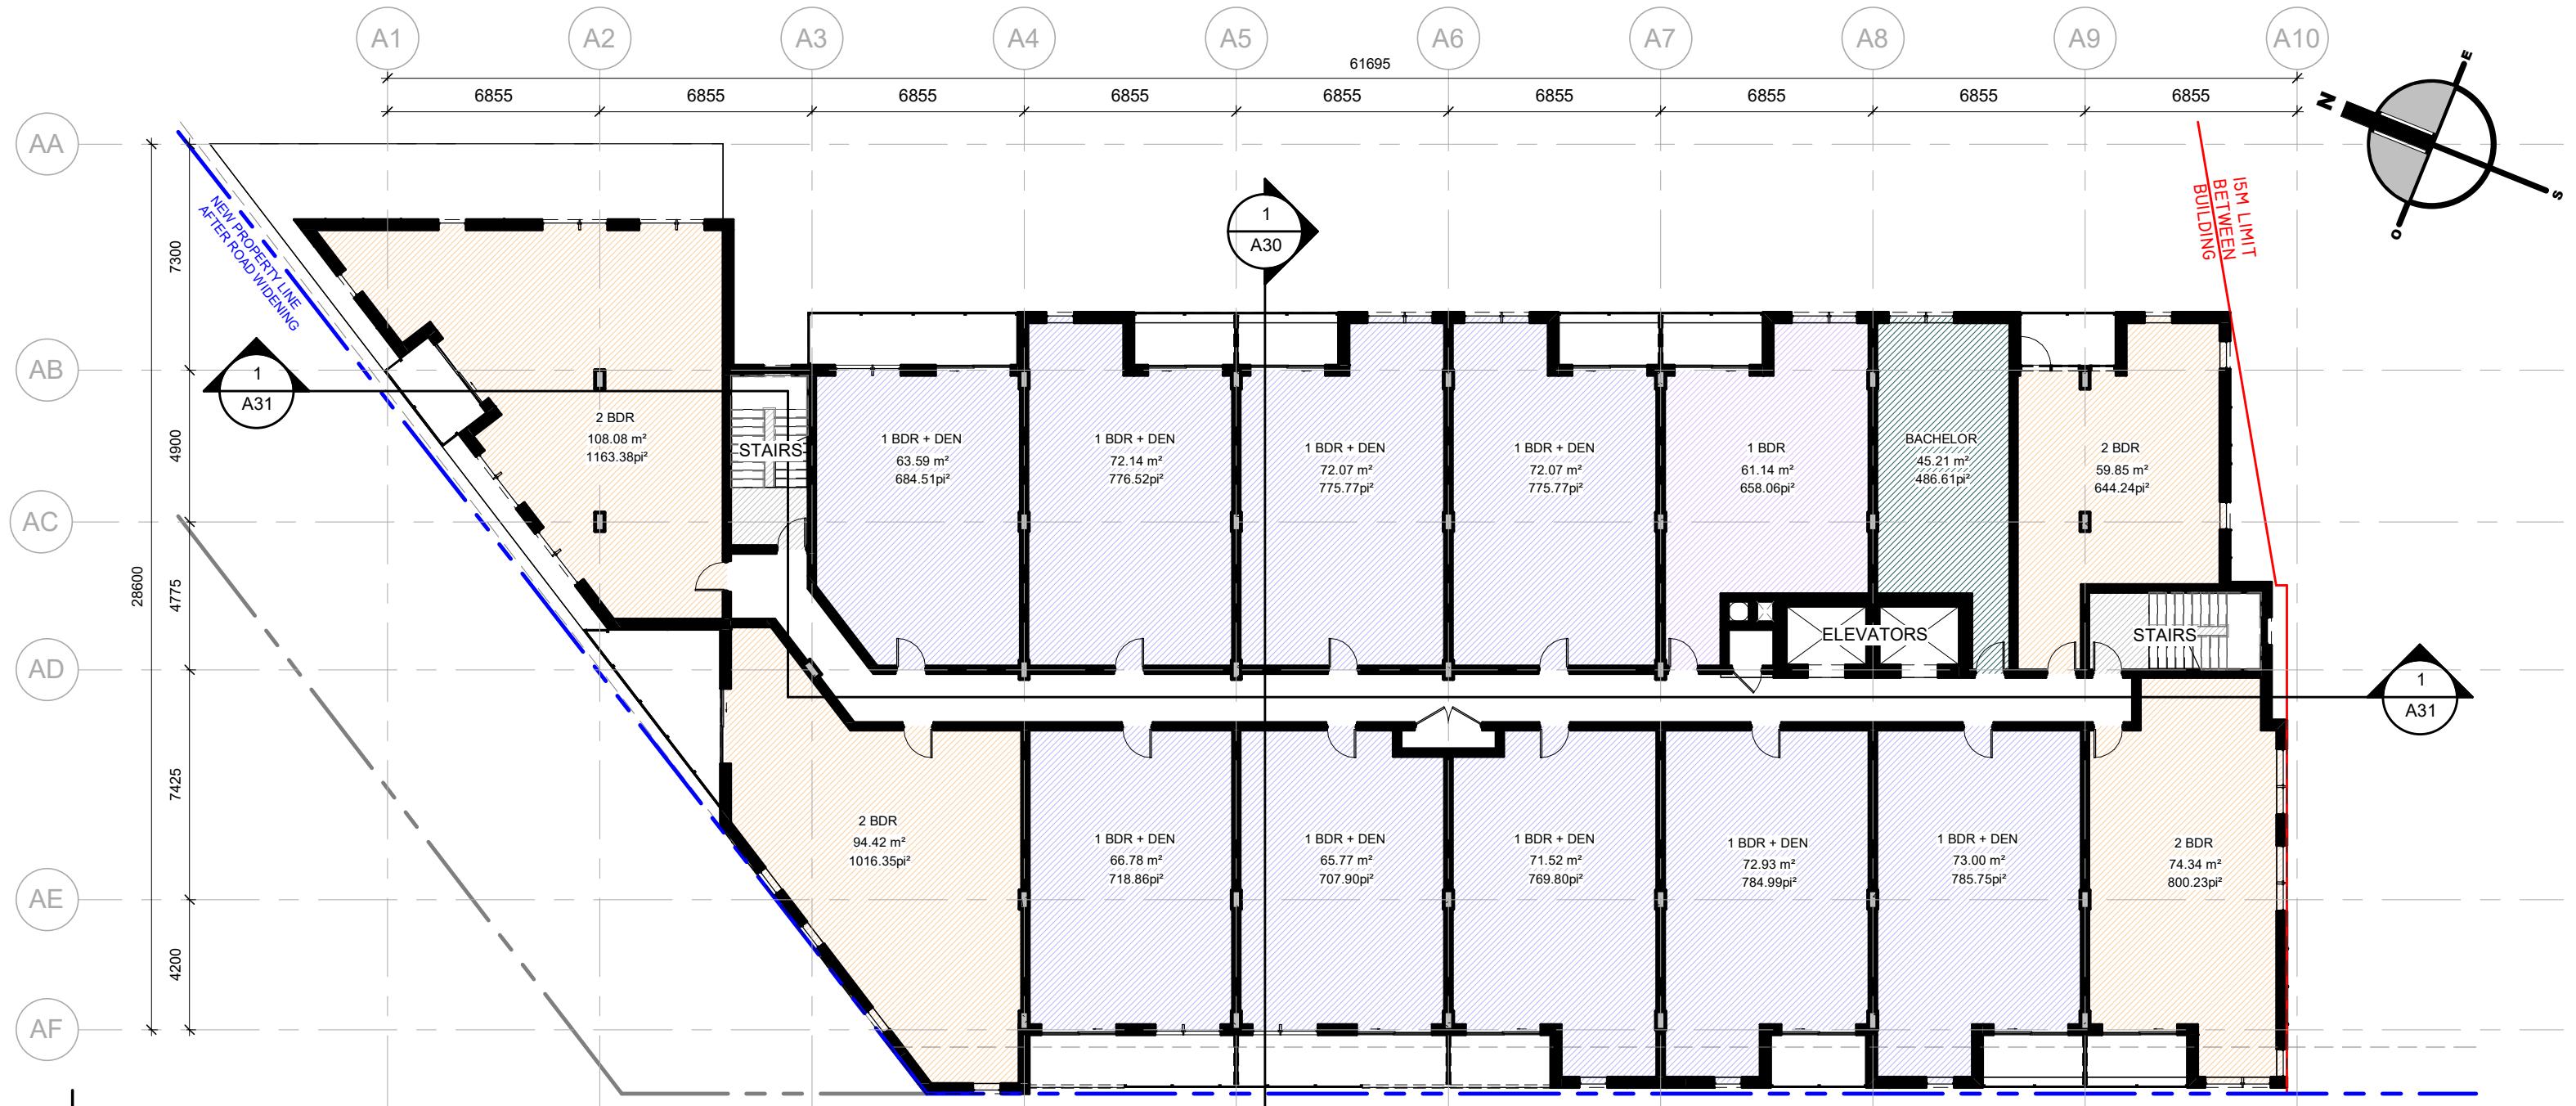 A1 A2 A3 A4 A5 A6 A7 A8 A9 A10
61695
6855 6855 6855 6855 6855 6855 6855 6855 6855
AA
AB
AC
AD
AE
AF
7300
4900
4775
7425
4200
28600
N
E
S
O
NEW PROPERTY LINE
AFTER ROAD WIDENING
15M LIMIT
BETWEEN
BUILDING
1
A30
1
A31
1
A31
2 BDR
108.08 m²
1163.38pi²
STAIRS
1 BDR + DEN
63.59 m²
684.51pi²
1 BDR + DEN
72.14 m²
776.52pi²
1 BDR + DEN
72.07 m²
775.77pi²
1 BDR + DEN
72.07 m²
775.77pi²
1 BDR
61.14 m²
658.06pi²
BACHELOR
45.21 m²
486.61pi²
2 BDR
59.85 m²
644.24pi²
ELEVATORS
STAIRS
2 BDR
94.42 m²
1016.35pi²
1 BDR + DEN
66.78 m²
718.86pi²
1 BDR + DEN
65.77 m²
707.90pi²
1 BDR + DEN
71.52 m²
769.80pi²
1 BDR + DEN
72.93 m²
784.99pi²
1 BDR + DEN
73.00 m²
785.75pi²
2 BDR
74.34 m²
800.23pi²